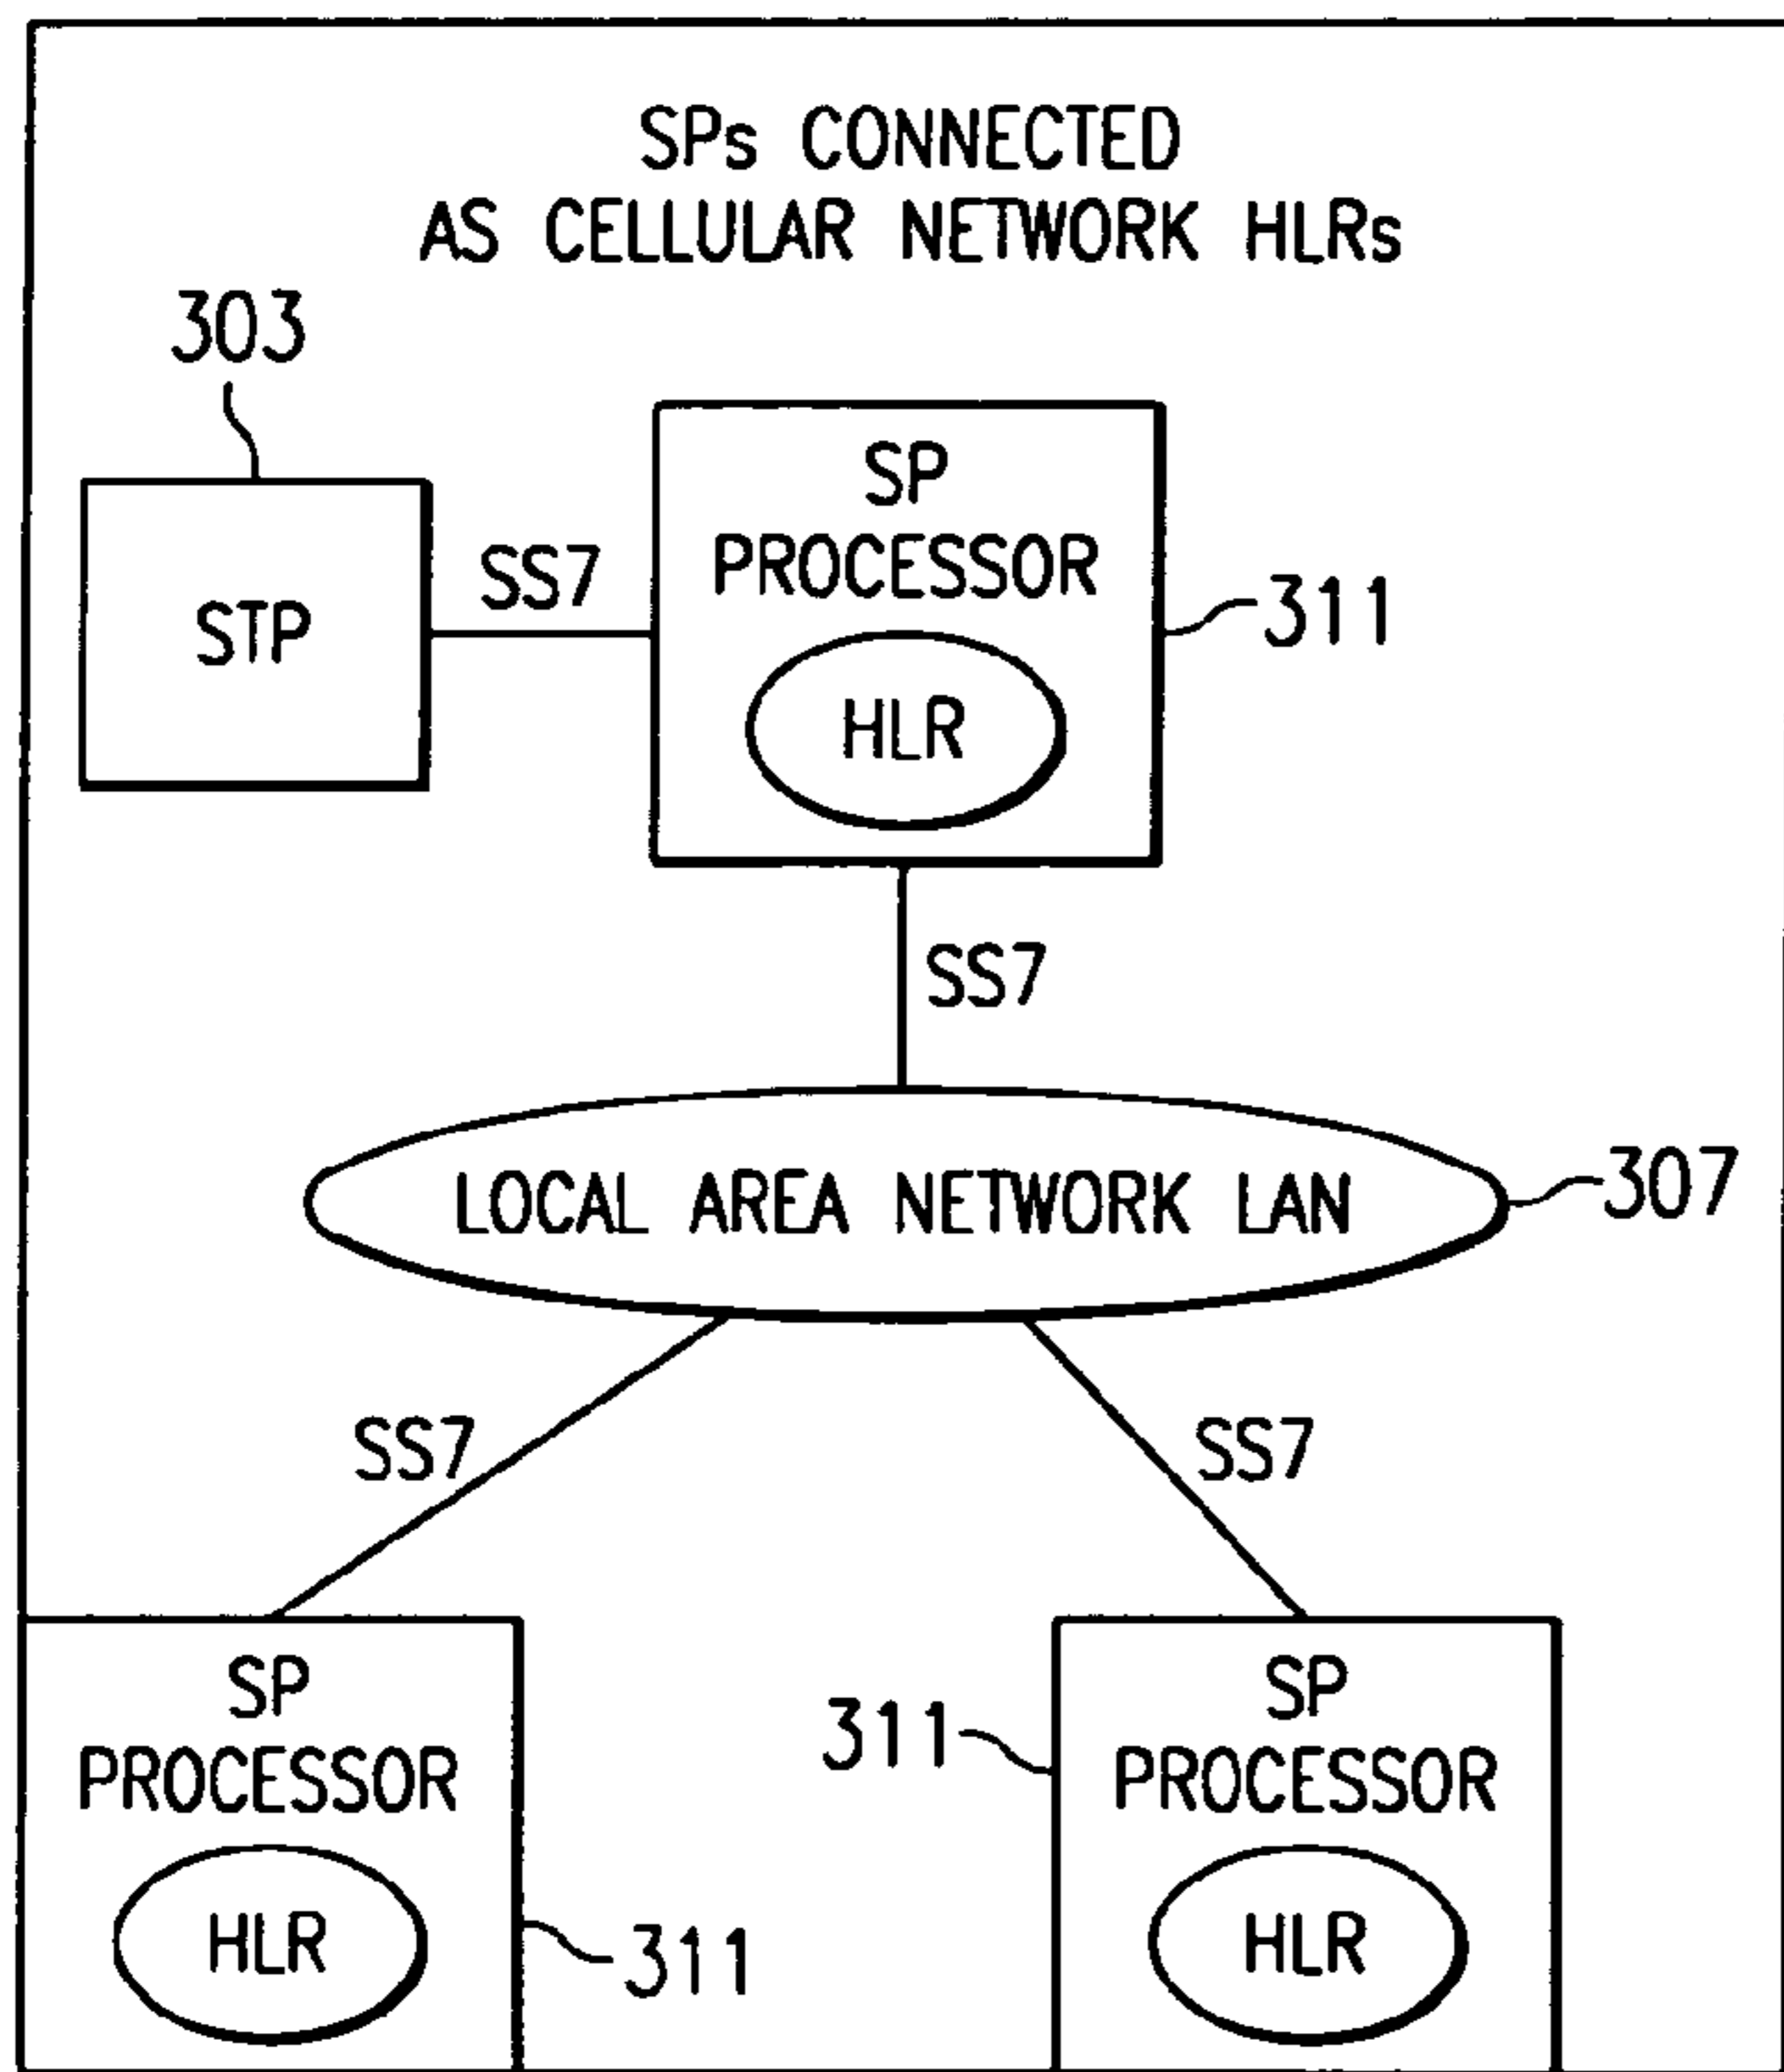 SPs CONNECTED
AS CELLULAR NETWORK HLRs
303
STP
SS7
SP
PROCESSOR
HLR
311
SS7
LOCAL AREA NETWORK LAN
307
SS7
SS7
SP
PROCESSOR
HLR
311
311
SP
PROCESSOR
HLR